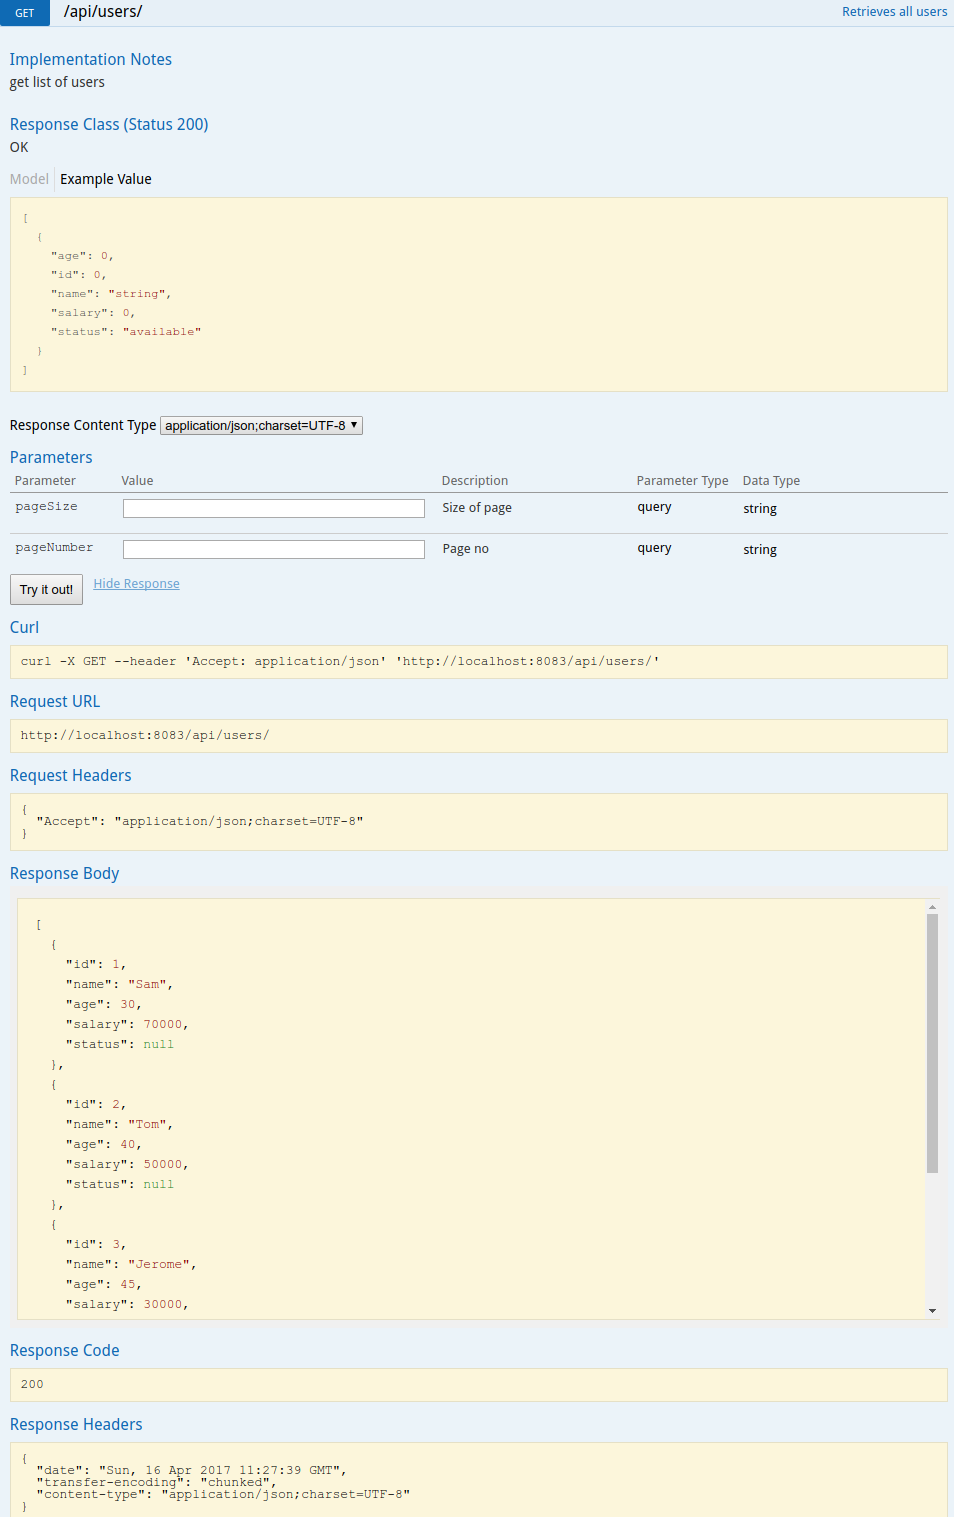 GET /api/users/ Retrieves all users
Implementation Notes
get list of users
Response Class (Status 200)
OK
Model Example Value
[
  {
    "age": 0,
    "id": 0,
    "name": "string",
    "salary": 0,
    "status": "available"
  }
]
Response Content Type application/json;charset=UTF-8
Parameters
Parameter Value Description Parameter Type Data Type
pageSize Size of page query string
pageNumber Page no query string
Try it out! Hide Response
Curl
curl -X GET --header 'Accept: application/json' 'http://localhost:8083/api/users/'
Request URL
http://localhost:8083/api/users/
Request Headers
{
  "Accept": "application/json;charset=UTF-8"
}
Response Body
[
  {
    "id": 1,
    "name": "Sam",
    "age": 30,
    "salary": 70000,
    "status": null
  },
  {
    "id": 2,
    "name": "Tom",
    "age": 40,
    "salary": 50000,
    "status": null
  },
  {
    "id": 3,
    "name": "Jerome",
    "age": 45,
    "salary": 30000,
Response Code
200
Response Headers
{
  "date": "Sun, 16 Apr 2017 11:27:39 GMT",
  "transfer-encoding": "chunked",
  "content-type": "application/json;charset=UTF-8"
}